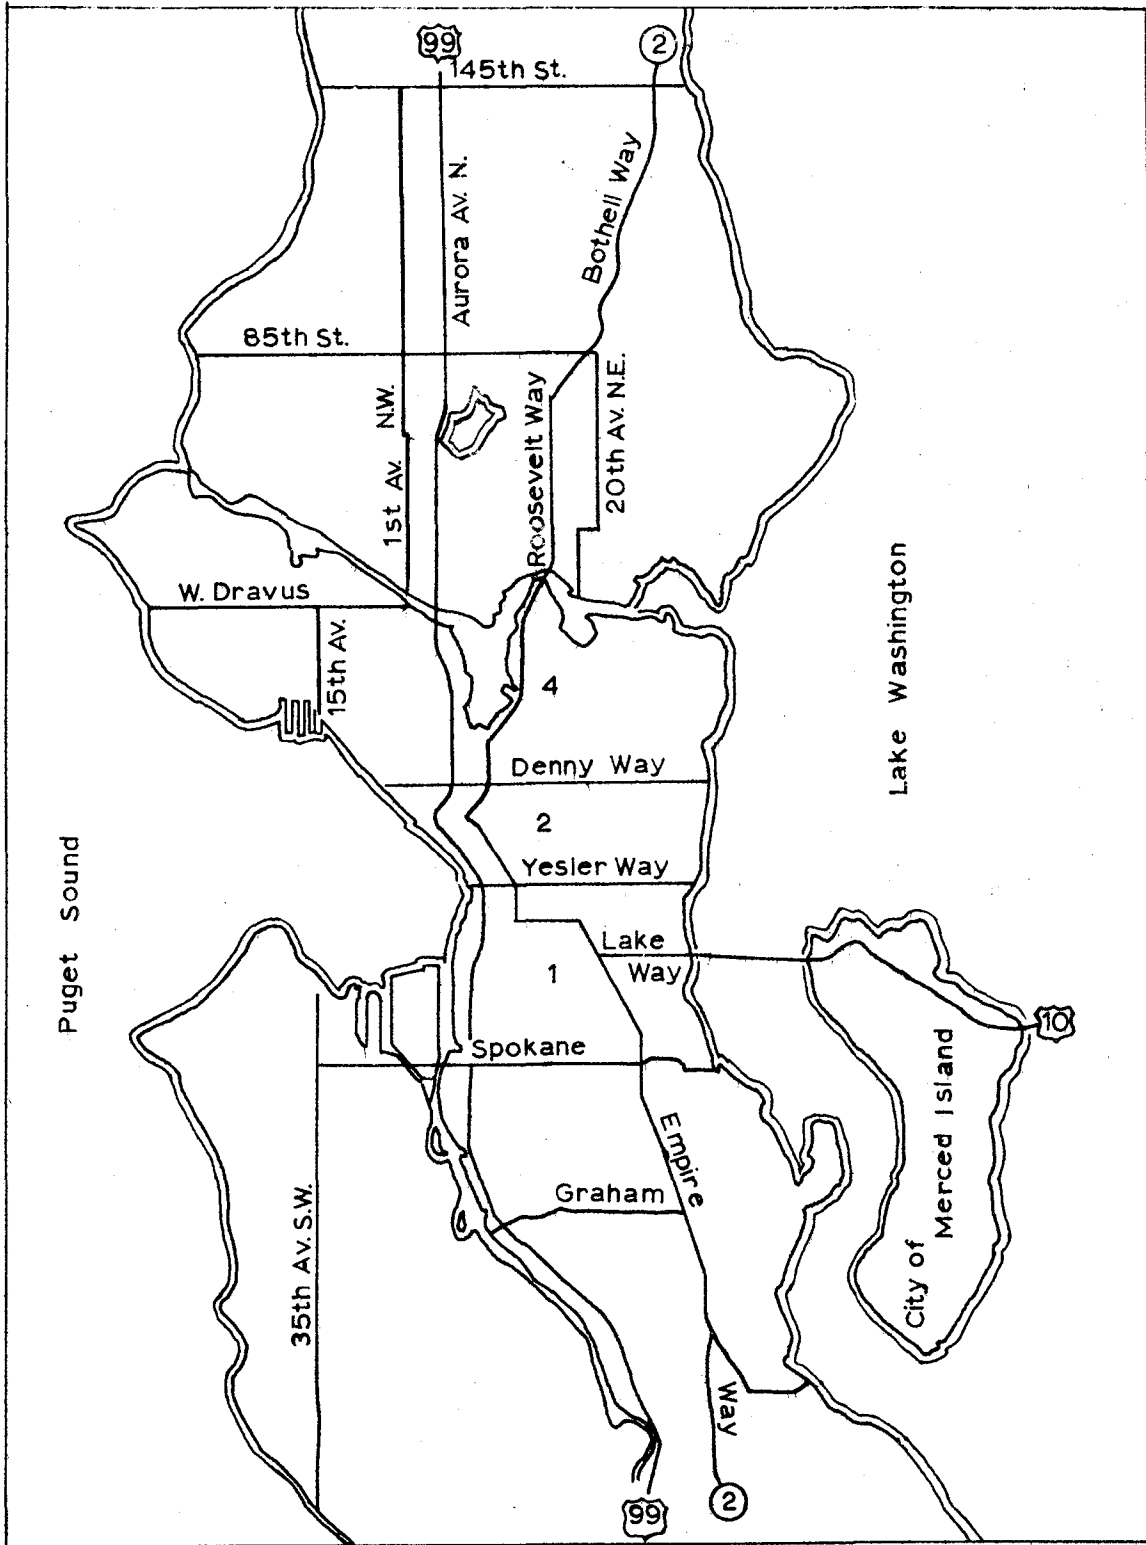 99
2
145th St.
Aurora Av. N.
Bothell Way
85th St.
1st Av. N.W.
Roosevelt Way
20th Av. N.E.
W. Dravus
15th Av.
4
Lake Washington
Denny Way
2
Puget Sound
Yesler Way
Lake
Way
1
Spokane
10
City of
Merced Island
Empire
Way
Graham
35th Av. S.W.
2
99